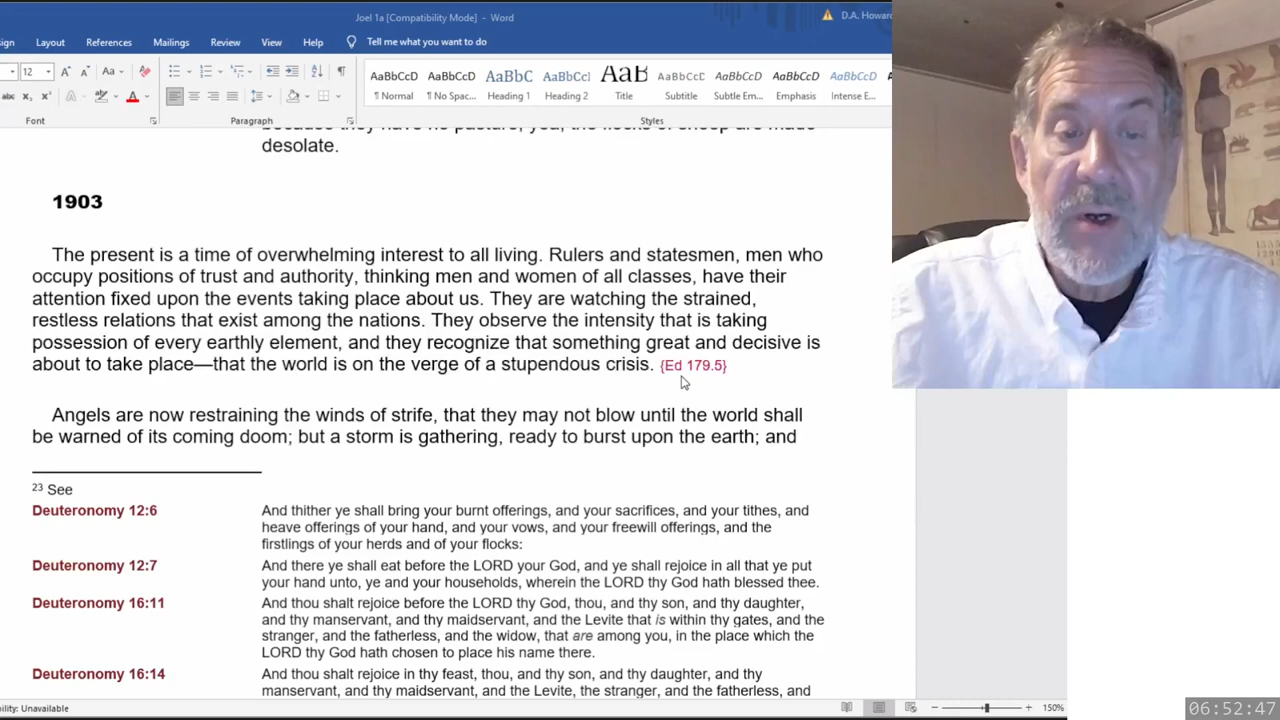 Joel 1a [Compatibility Mode] - Word
D.A. Howar
Layout References Mailings Review View Help Tell me what you want to do
12
AaBbCcD AaBbCcD AaBbC AaBbCcI AaB AaBbCcD AaBbCcD AaBbCcD AaBbCcD
¶ Normal ¶ No Spac... Heading 1 Heading 2 Title Subtitle Subtle Em... Emphasis Intense E...
Font Paragraph Styles
because they have no pasture; yea, the flocks of sheep are made
desolate.
1903
The present is a time of overwhelming interest to all living. Rulers and statesmen, men who
occupy positions of trust and authority, thinking men and women of all classes, have their
attention fixed upon the events taking place about us. They are watching the strained,
restless relations that exist among the nations. They observe the intensity that is taking
possession of every earthly element, and they recognize that something great and decisive is
about to take place—that the world is on the verge of a stupendous crisis. {Ed 179.5}
Angels are now restraining the winds of strife, that they may not blow until the world shall
be warned of its coming doom; but a storm is gathering, ready to burst upon the earth; and
23 See
Deuteronomy 12:6 And thither ye shall bring your burnt offerings, and your sacrifices, and your tithes, and
heave offerings of your hand, and your vows, and your freewill offerings, and the
firstlings of your herds and of your flocks:
Deuteronomy 12:7 And there ye shall eat before the LORD your God, and ye shall rejoice in all that ye put
your hand unto, ye and your households, wherein the LORD thy God hath blessed thee.
Deuteronomy 16:11 And thou shalt rejoice before the LORD thy God, thou, and thy son, and thy daughter,
and thy manservant, and thy maidservant, and the Levite that is within thy gates, and the
stranger, and the fatherless, and the widow, that are among you, in the place which the
LORD thy God hath chosen to place his name there.
Deuteronomy 16:14 And thou shalt rejoice in thy feast, thou, and thy son, and thy daughter, and thy
manservant, and thy maidservant, and the Levite, the stranger, and the fatherless, and
bility: Unavailable
150%
06:52:47